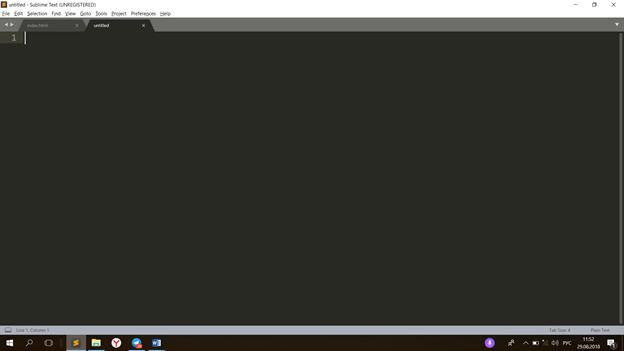 untitled - Sublime Text (UNREGISTERED)
File Edit Selection Find View Goto Tools Project Preferences Help
index.html untitled
1
Line 1, Column 1 Tab Size: 4 Plain Text
РУС 11:52
29.08.2018